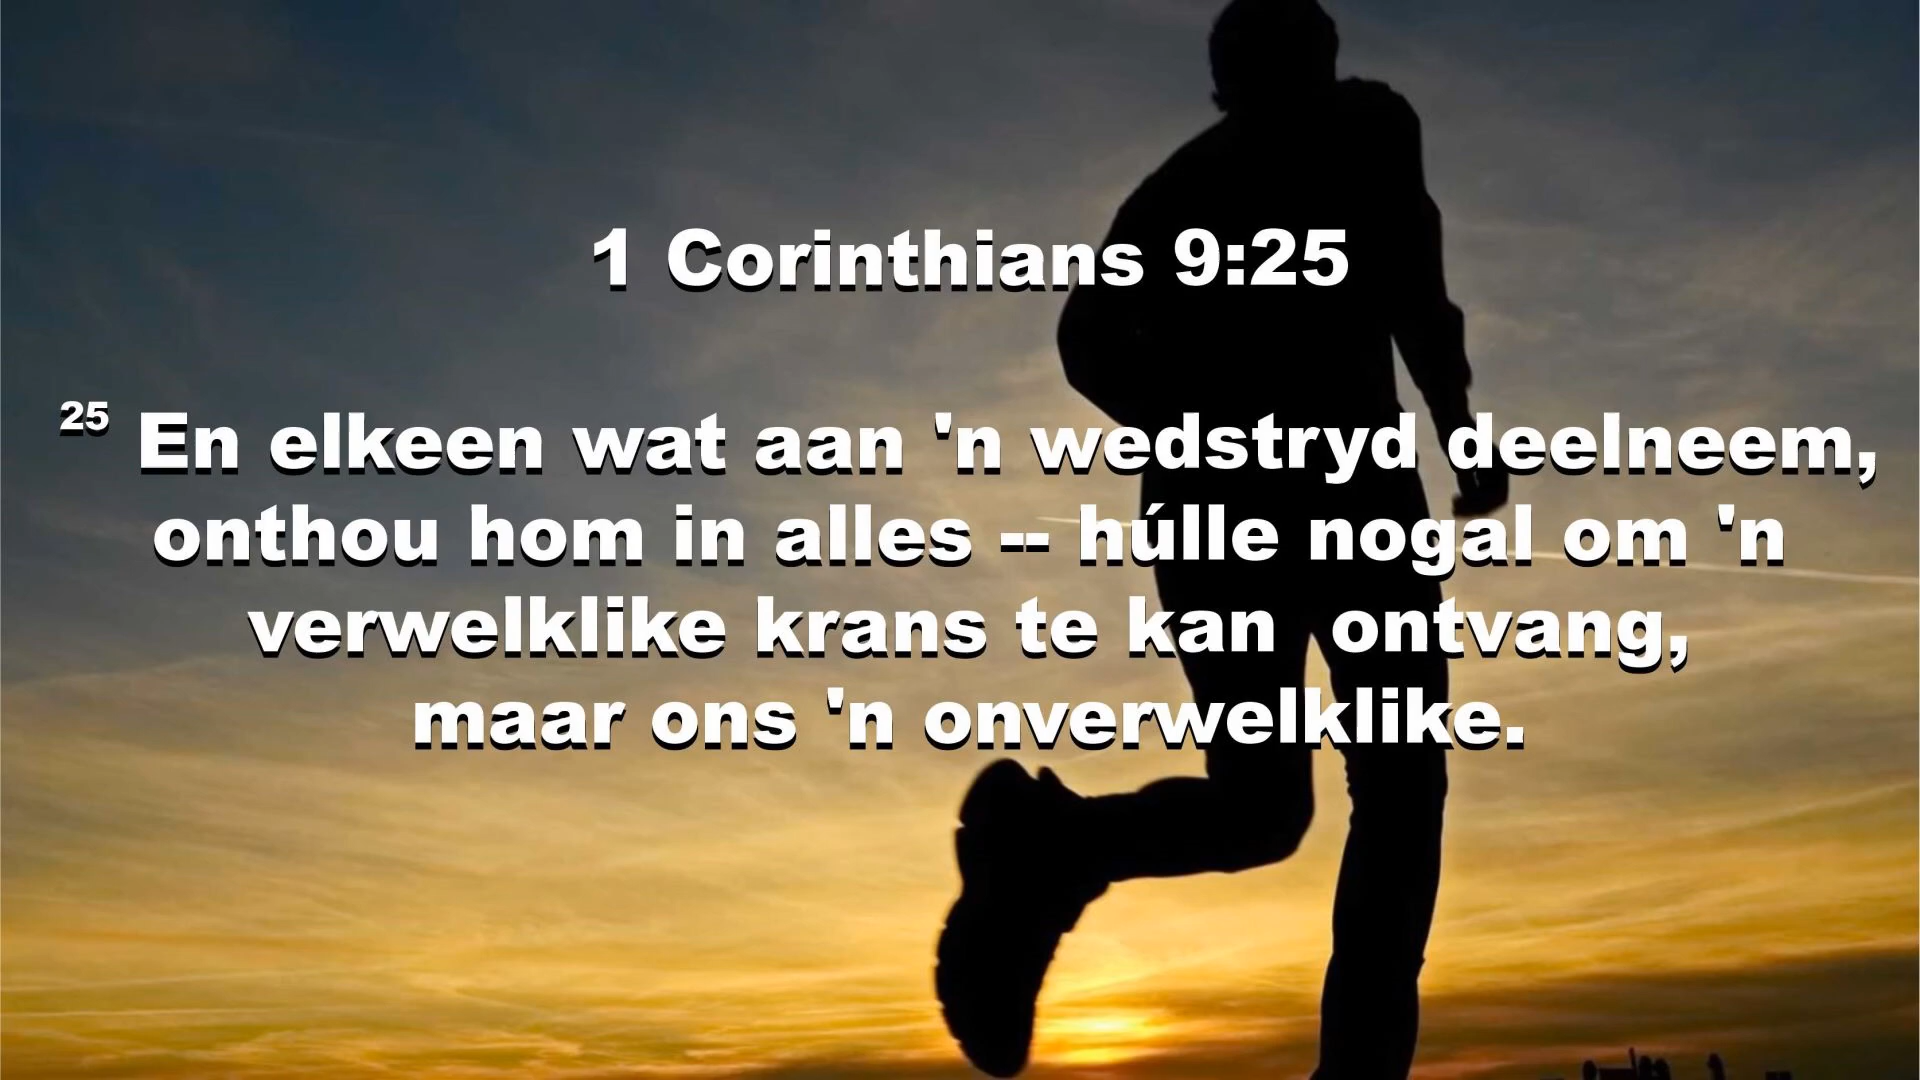 1 Corinthians 9:25
25 En elkeen wat aan 'n wedstryd deelneem,
onthou hom in alles -- húlle nogal om 'n
verwelklike krans te kan  ontvang,
maar ons 'n onverwelklike.